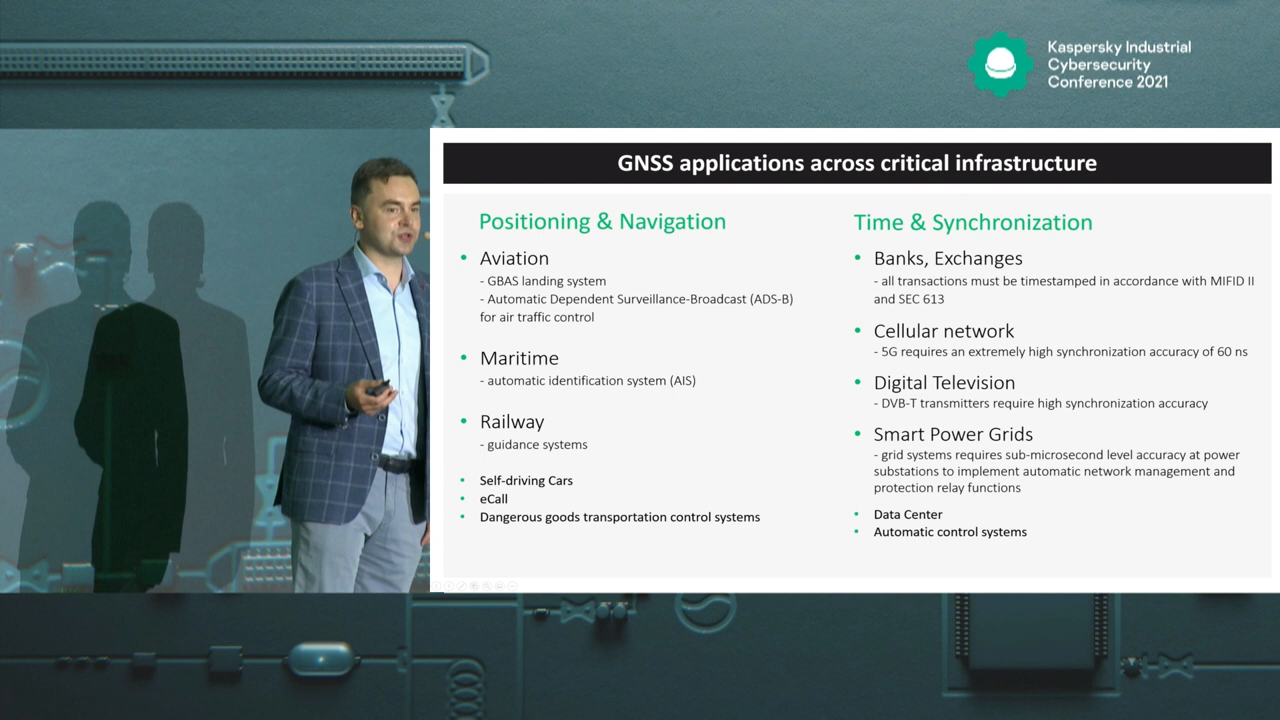 Kaspersky Industrial
Cybersecurity
Conference 2021
GNSS applications across critical infrastructure
Positioning & Navigation
• Aviation
- GBAS landing system
- Automatic Dependent Surveillance-Broadcast (ADS-B)
for air traffic control
• Maritime
- automatic identification system (AIS)
• Railway
- guidance systems
• Self-driving Cars
• eCall
• Dangerous goods transportation control systems
Time & Synchronization
• Banks, Exchanges
- all transactions must be timestamped in accordance with MIFID II
and SEC 613
• Cellular network
- 5G requires an extremely high synchronization accuracy of 60 ns
• Digital Television
- DVB-T transmitters require high synchronization accuracy
• Smart Power Grids
- grid systems requires sub-microsecond level accuracy at power
substations to implement automatic network management and
protection relay functions
• Data Center
• Automatic control systems